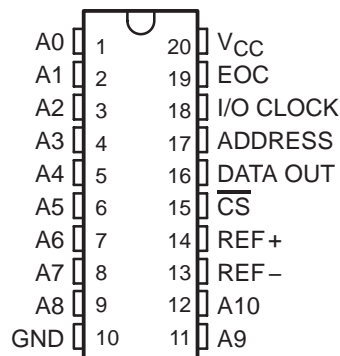 A0 1 20 VCC
A1 2 19 EOC
A2 3 18 I/O CLOCK
A3 4 17 ADDRESS
A4 5 16 DATA OUT
A5 6 15 C̅S̅
A6 7 14 REF+
A7 8 13 REF−
A8 9 12 A10
GND 10 11 A9